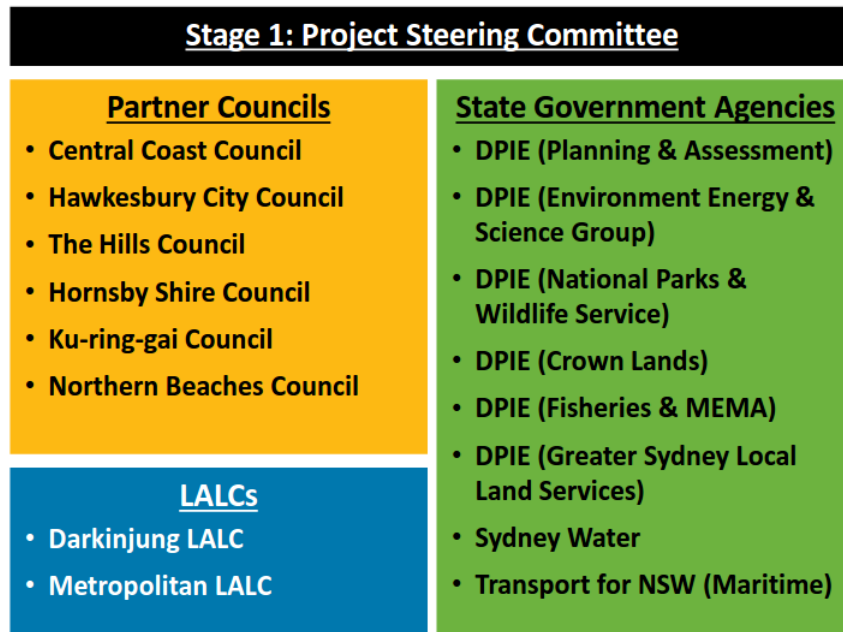 Stage 1: Project Steering Committee
Partner Councils
• Central Coast Council
• Hawkesbury City Council
• The Hills Council
• Hornsby Shire Council
• Ku-ring-gai Council
• Northern Beaches Council
LALCs
• Darkinjung LALC
• Metropolitan LALC
State Government Agencies
• DPIE (Planning & Assessment)
• DPIE (Environment Energy &
Science Group)
• DPIE (National Parks &
Wildlife Service)
• DPIE (Crown Lands)
• DPIE (Fisheries & MEMA)
• DPIE (Greater Sydney Local
Land Services)
• Sydney Water
• Transport for NSW (Maritime)